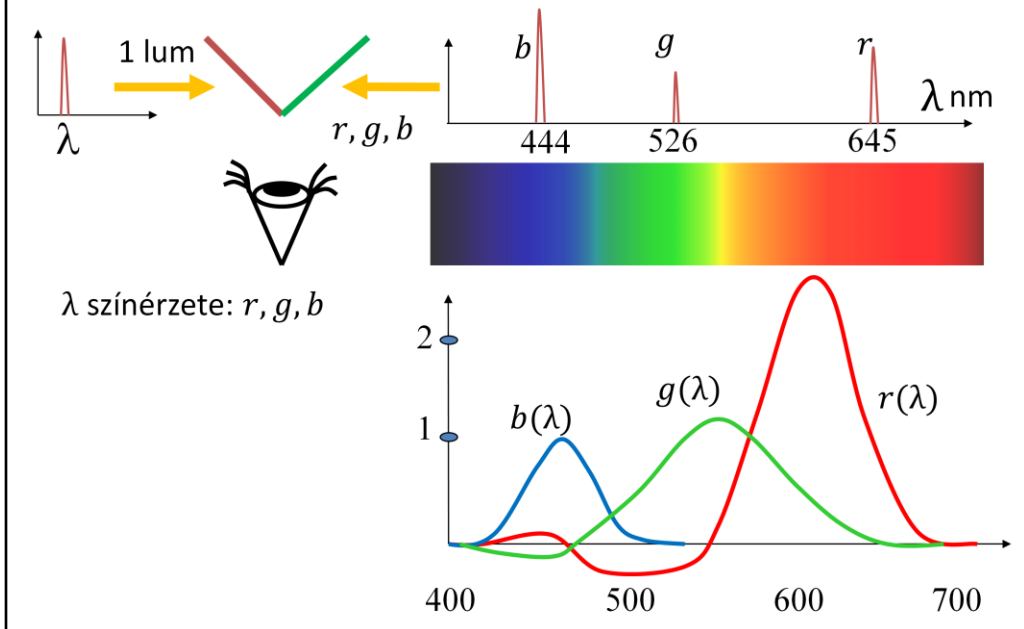 1 lum
λ
r, g, b
b
g
r
λ nm
444
526
645
λ színérzete: r, g, b
2
1
b(λ)
g(λ)
r(λ)
400
500
600
700